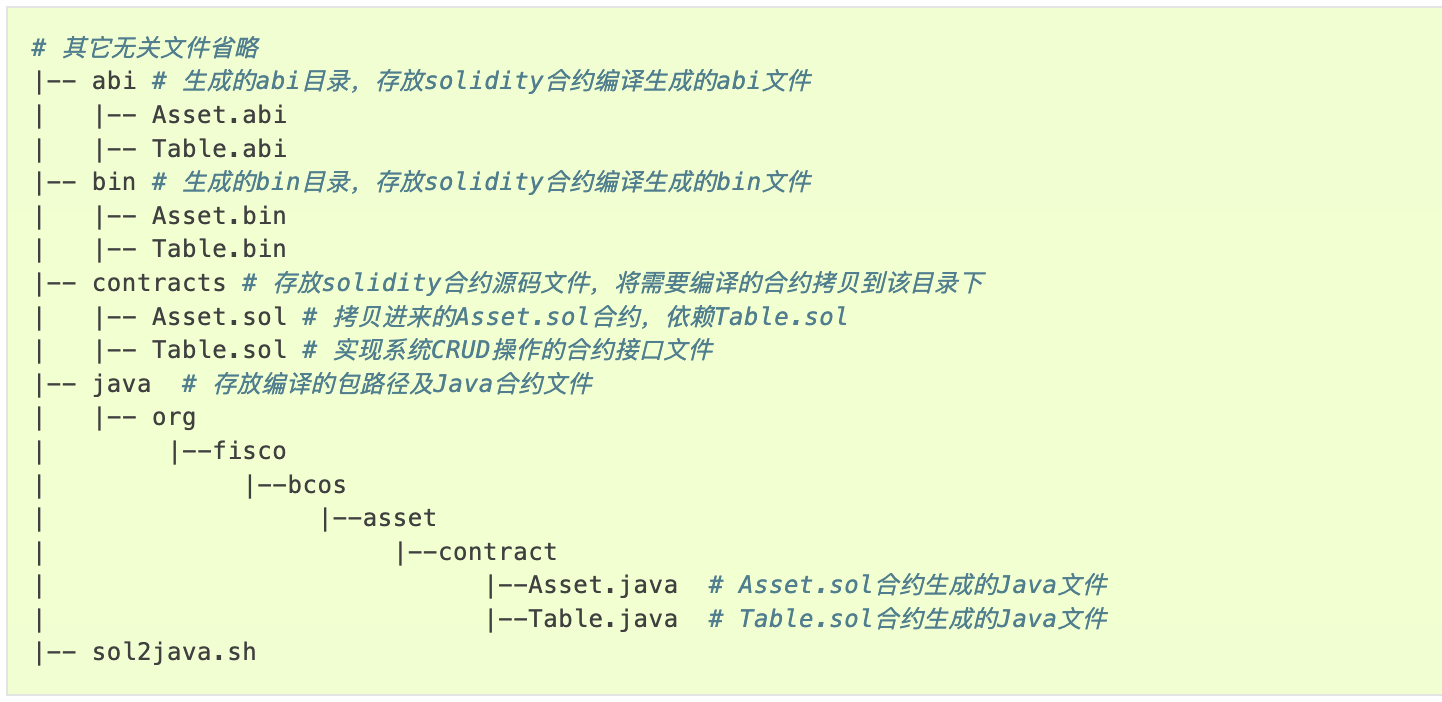 # 其它无关文件省略
|-- abi # 生成的abi目录，存放solidity合约编译生成的abi文件
|   |-- Asset.abi
|   |-- Table.abi
|-- bin # 生成的bin目录，存放solidity合约编译生成的bin文件
|   |-- Asset.bin
|   |-- Table.bin
|-- contracts # 存放solidity合约源码文件，将需要编译的合约拷贝到该目录下
|   |-- Asset.sol # 拷贝进来的Asset.sol合约，依赖Table.sol
|   |-- Table.sol # 实现系统CRUD操作的合约接口文件
|-- java  # 存放编译的包路径及Java合约文件
|   |-- org
|        |--fisco
|             |--bcos
|                  |--asset
|                       |--contract
|                             |--Asset.java  # Asset.sol合约生成的Java文件
|                             |--Table.java  # Table.sol合约生成的Java文件
|-- sol2java.sh